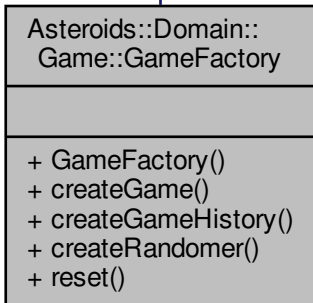 Asteroids::Domain::
Game::GameFactory
+ GameFactory()
+ createGame()
+ createGameHistory()
+ createRandomer()
+ reset()